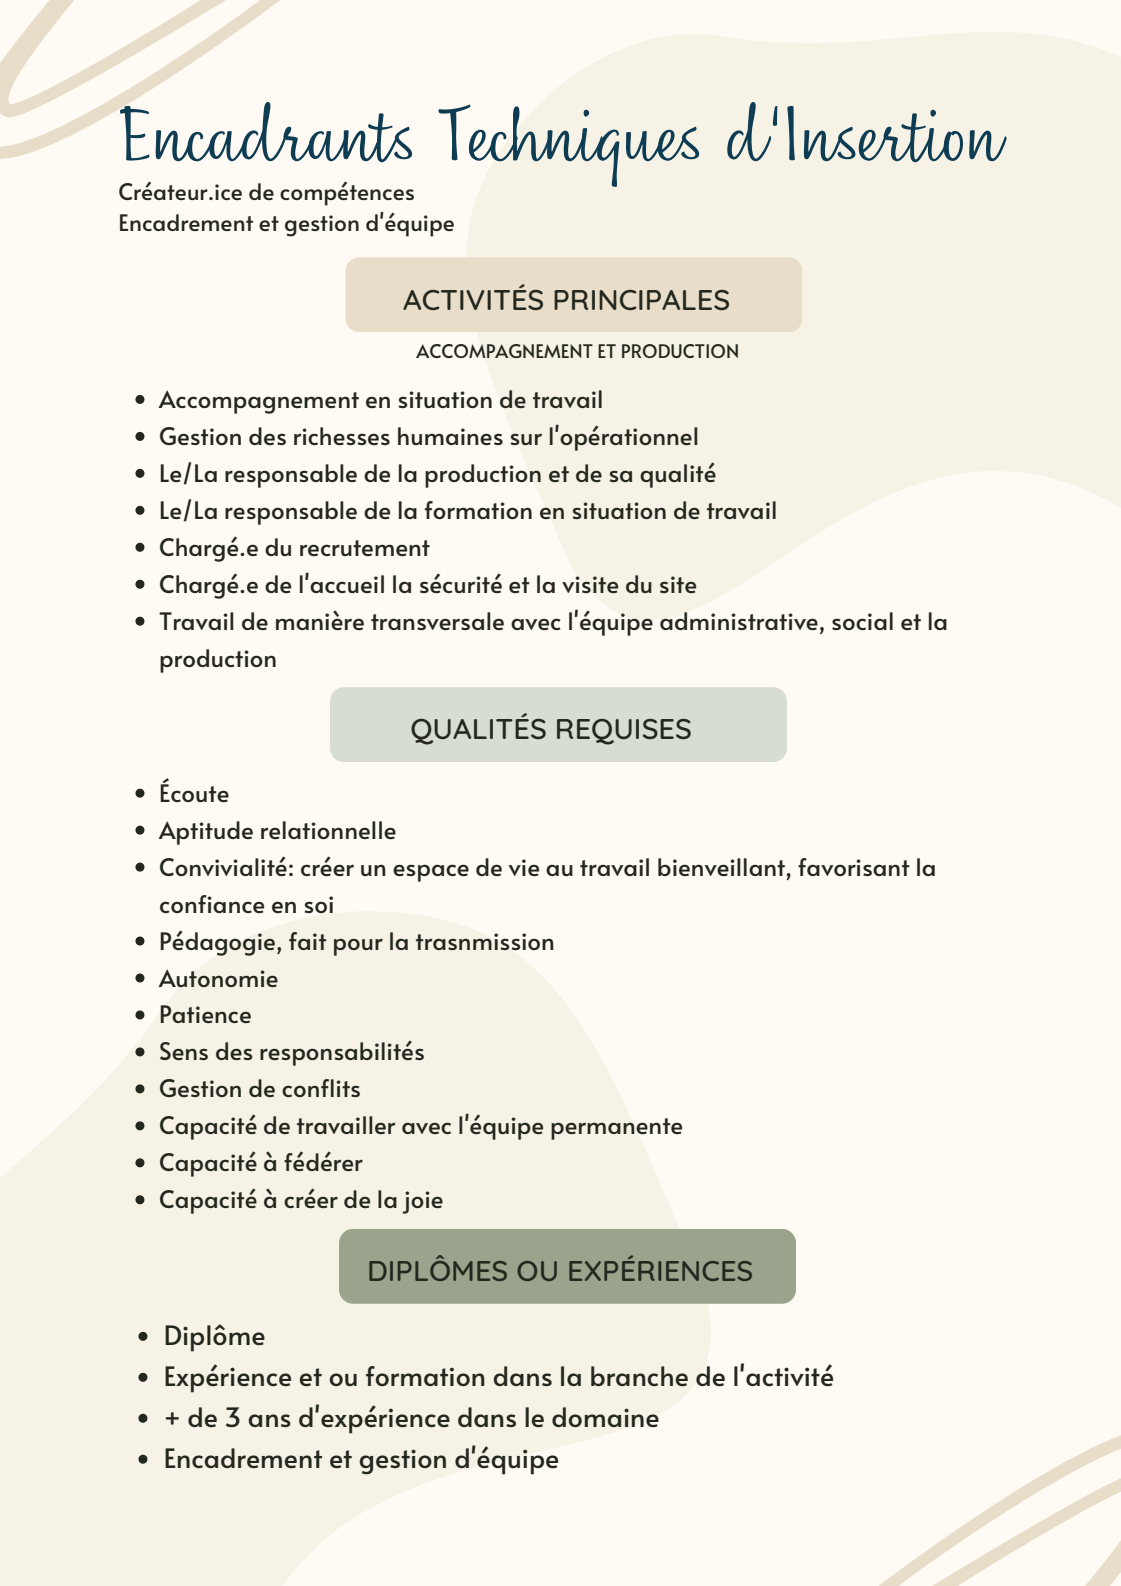 Encadrants Techniques d'Insertion
Créateur.ice de compétences
Encadrement et gestion d'équipe
ACTIVITÉS PRINCIPALES
ACCOMPAGNEMENT ET PRODUCTION
• Accompagnement en situation de travail
• Gestion des richesses humaines sur l'opérationnel
• Le/La responsable de la production et de sa qualité
• Le/La responsable de la formation en situation de travail
• Chargé.e du recrutement
• Chargé.e de l'accueil la sécurité et la visite du site
• Travail de manière transversale avec l'équipe administrative, social et la
production
QUALITÉS REQUISES
• Écoute
• Aptitude relationnelle
• Convivialité: créer un espace de vie au travail bienveillant, favorisant la
confiance en soi
• Pédagogie, fait pour la trasnmission
• Autonomie
• Patience
• Sens des responsabilités
• Gestion de conflits
• Capacité de travailler avec l'équipe permanente
• Capacité à fédérer
• Capacité à créer de la joie
DIPLÔMES OU EXPÉRIENCES
• Diplôme
• Expérience et ou formation dans la branche de l'activité
• + de 3 ans d'expérience dans le domaine
• Encadrement et gestion d'équipe